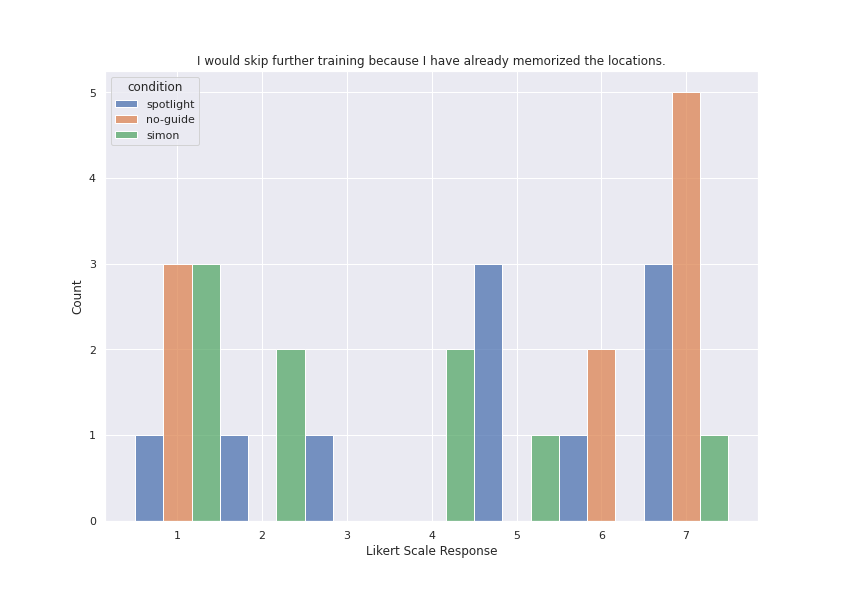 I would skip further training because I have already memorized the locations.
condition
spotlight
no-guide
simon
5
4
3
2
1
0
Count
1 2 3 4 5 6 7
Likert Scale Response